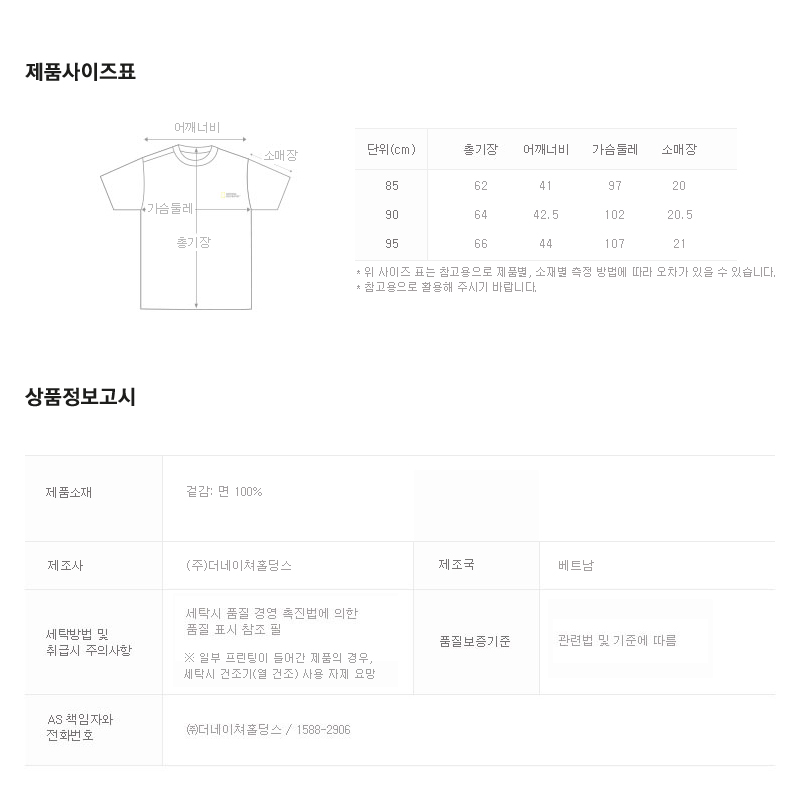 제품사이즈표
어깨너비
소매장
가슴둘레
총기장
단위(cm) 총기장 어깨너비 가슴둘레 소매장
85 62 41 97 20
90 64 42.5 102 20.5
95 66 44 107 21
* 위 사이즈 표는 참고용으로 제품별, 소재별 측정 방법에 따라 오차가 있을 수 있습니다.
* 참고용으로 활용해 주시기 바랍니다.
상품정보고시
제품소재 겉감: 면 100%
제조사 (주)더네이쳐홀딩스 제조국 베트남
세탁방법 및
취급시 주의사항
세탁시 품질 경영 촉진법에 의한
품질 표시 참조 필
※ 일부 프린팅이 들어간 제품의 경우,
세탁시 건조기(열 건조) 사용 자제 요망
품질보증기준 관련법 및 기준에 따름
AS 책임자와
전화번호
㈜더네이쳐홀딩스 / 1588-2906